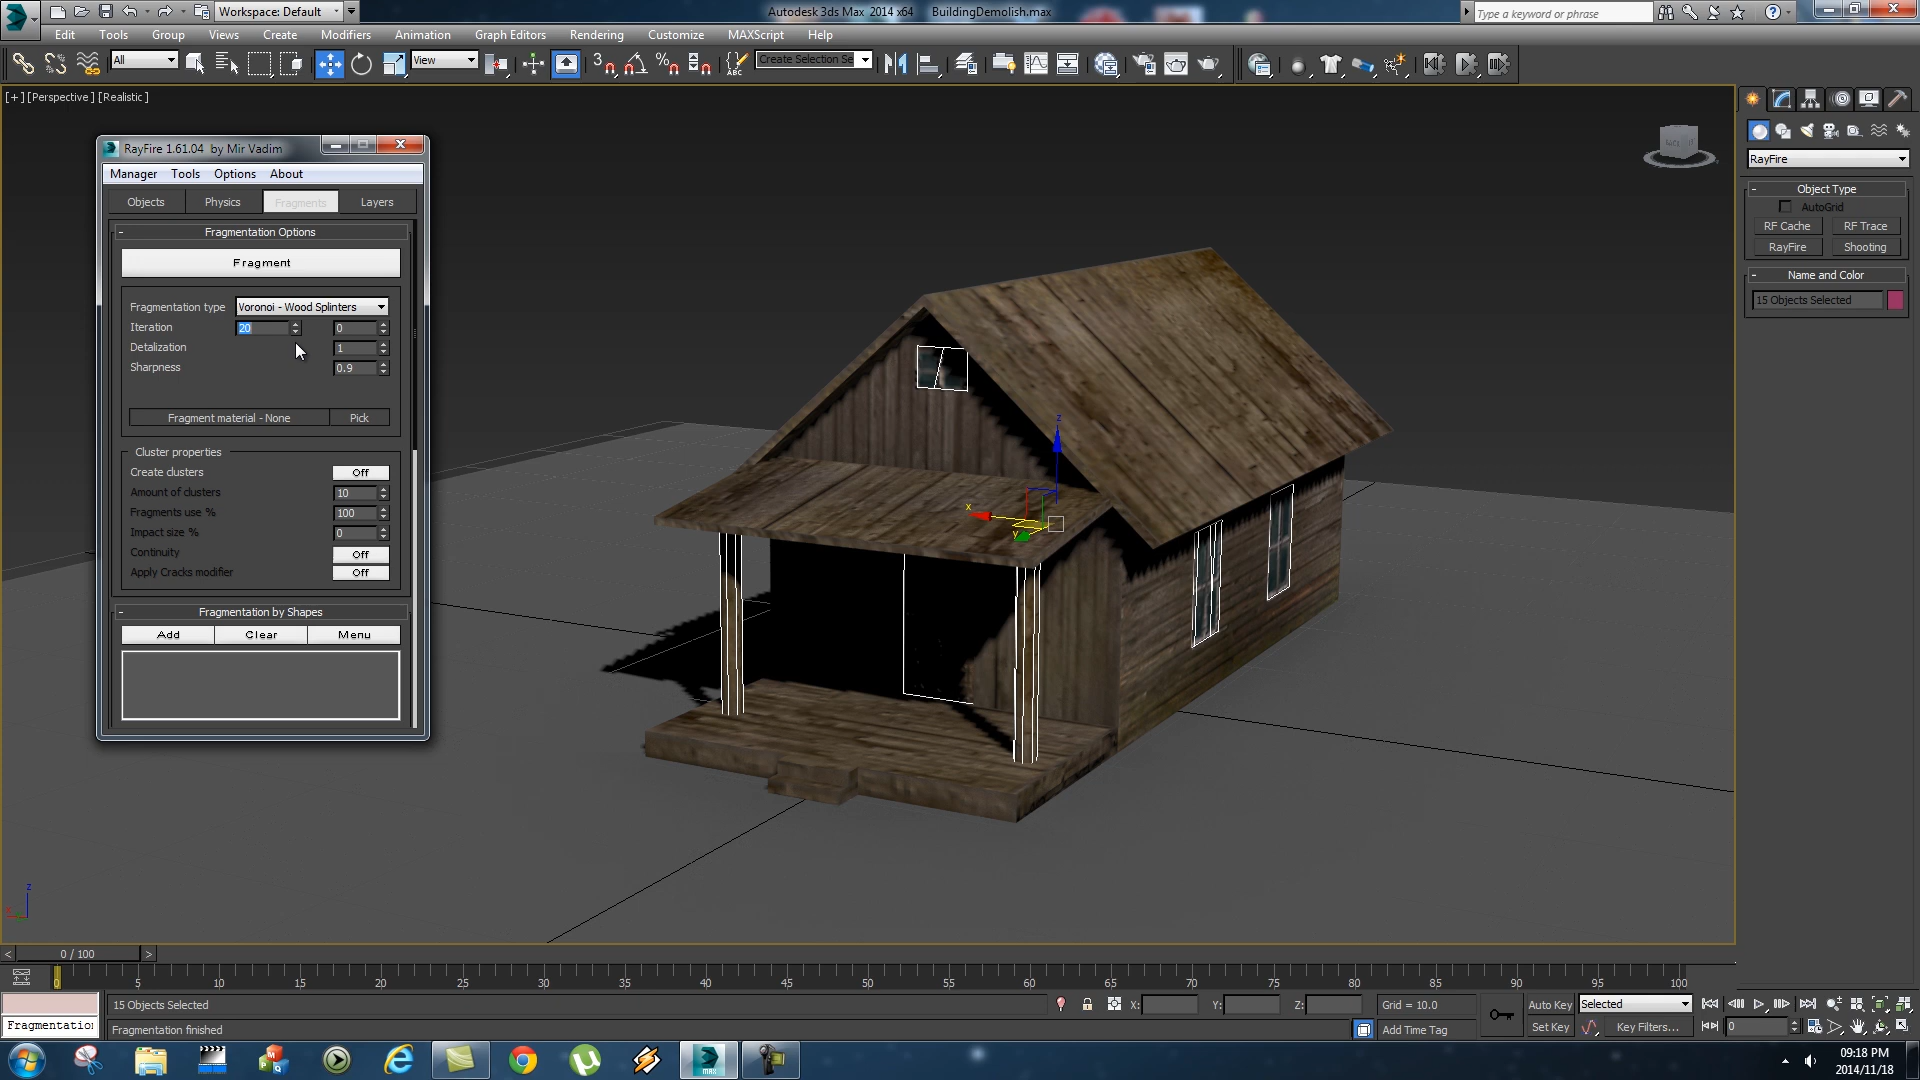 Workspace: Default
Autodesk 3ds Max 2014 x64 BuildingDemolish.max
Type a keyword or phrase
Edit Tools Group Views Create Modifiers Animation Graph Editors Rendering Customize MAXScript Help
All View 3 Create Selection Se
[+] [Perspective ] [Realistic ]
RayFire 1.61.04 by Mir Vadim
Manager Tools Options About
Objects Physics Fragments Layers
Fragmentation Options
Fragment
Fragmentation type Voronoi - Wood Splinters
Iteration 20 0
Detalization 1
Sharpness 0.9
Fragment material - None Pick
Cluster properties
Create clusters Off
Amount of clusters 10
Fragments use % 100
Impact size % 0
Continuity Off
Apply Cracks modifier Off
Fragmentation by Shapes
Add Clear Menu
RayFire
Object Type
AutoGrid
RF Cache RF Trace
RayFire Shooting
Name and Color
15 Objects Selected
z
x
y
z
< 0 / 100 >
0 5 10 15 20 25 30 35 40 45 50 55 60 65 70 75 80 85 90 95 100
15 Objects Selected X: Y: Z: Grid = 10.0 Auto Key Selected
Fragmentation finished Add Time Tag Set Key Key Filters... 0
MAX
09:18 PM
2014/11/18